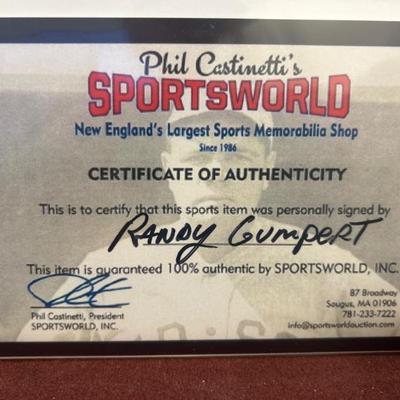 Phil Castinetti's
SPORTSWORLD
New England's Largest Sports Memorabilia Shop
Since 1986
CERTIFICATE OF AUTHENTICITY
This is to certify that this sports item was personally signed by
RANDY GUMPERT
This item is guaranteed 100% authentic by SPORTSWORLD, INC.
Phil Castinetti, President
SPORTSWORLD, INC.
87 Broadway
Saugus, MA 01906
781-233-7222
info@sportsworldauction.com